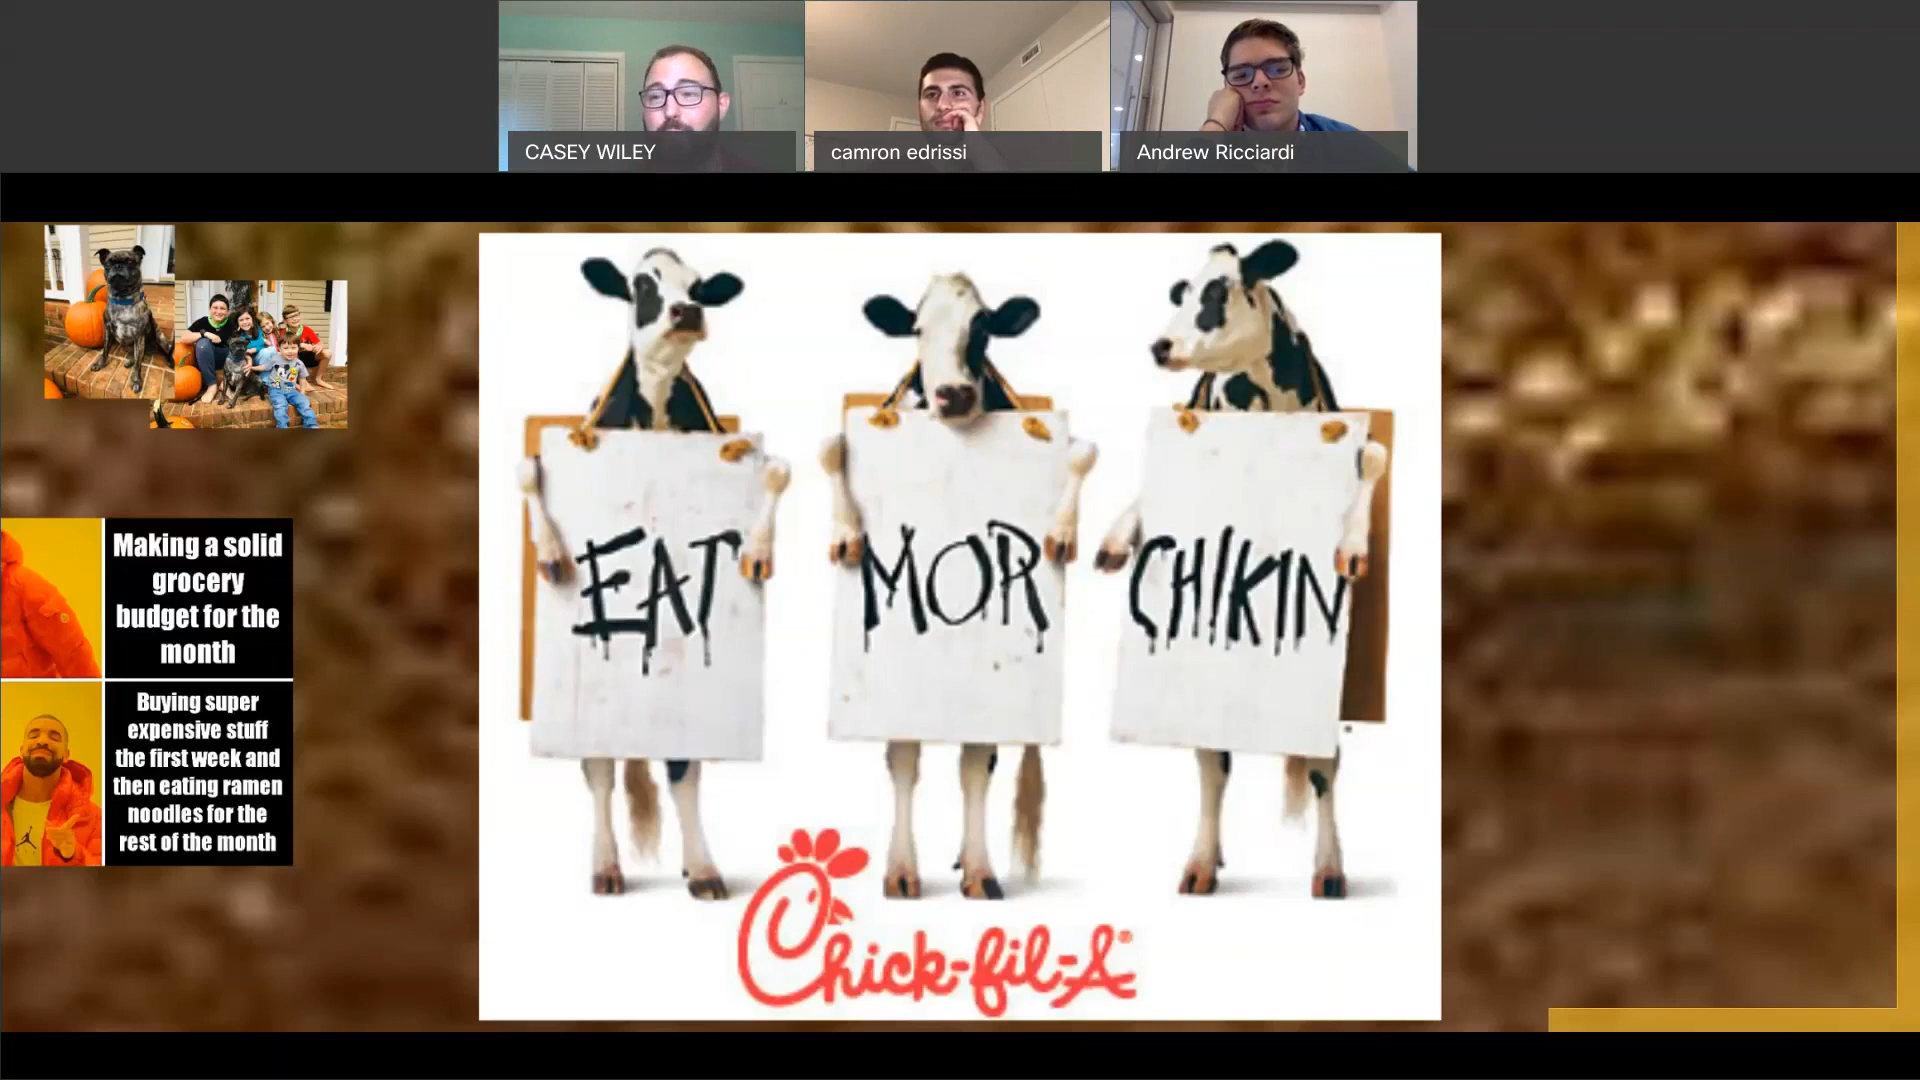 CASEY WILEY
camron edrissi
Andrew Ricciardi
Making a solid
grocery
budget for the
month
Buying super
expensive stuff
the first week and
then eating ramen
noodles for the
rest of the month
EAT
MOR
CHIKIN
Chick-fil-A®